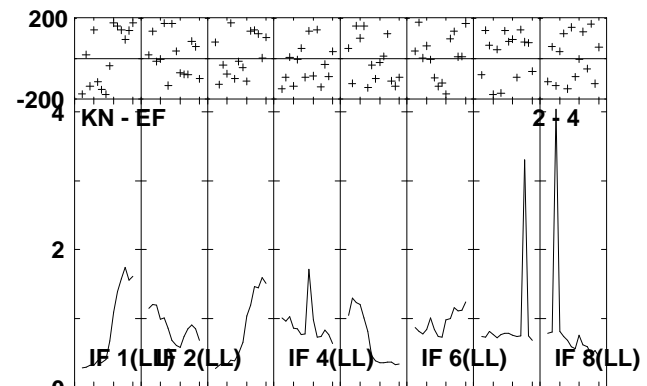 200
-200
4
KN - EF 2 - 4
2
IF 1(LL) IF 2(LL) IF 4(LL) IF 6(LL) IF 8(LL)
0